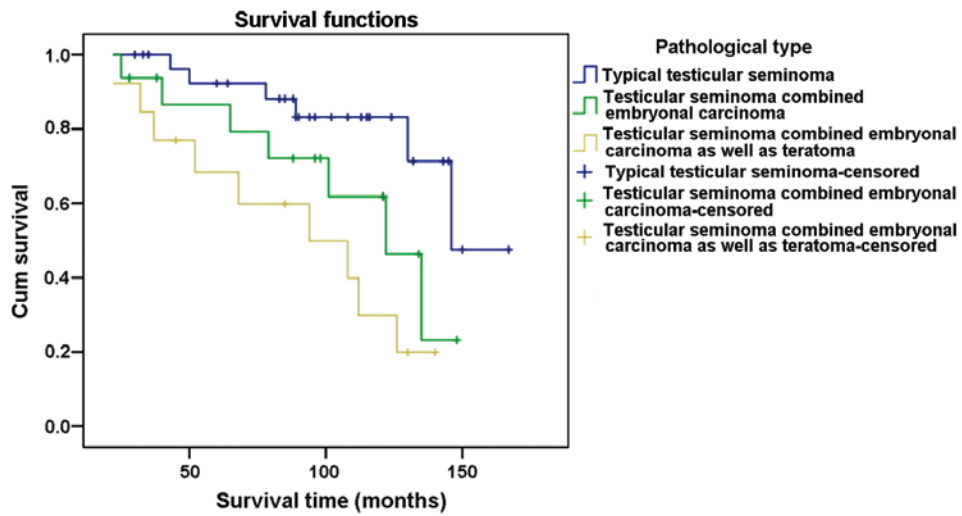 Survival functions
Cum survival
1.0
0.8
0.6
0.4
0.2
0.0
50
100
150
Survival time (months)
Pathological type
Typical testicular seminoma
Testicular seminoma combined
embryonal carcinoma
Testicular seminoma combined embryonal
carcinoma as well as teratoma
Typical testicular seminoma-censored
Testicular seminoma combined embryonal
carcinoma-censored
Testicular seminoma combined embryonal
carcinoma as well as teratoma-censored